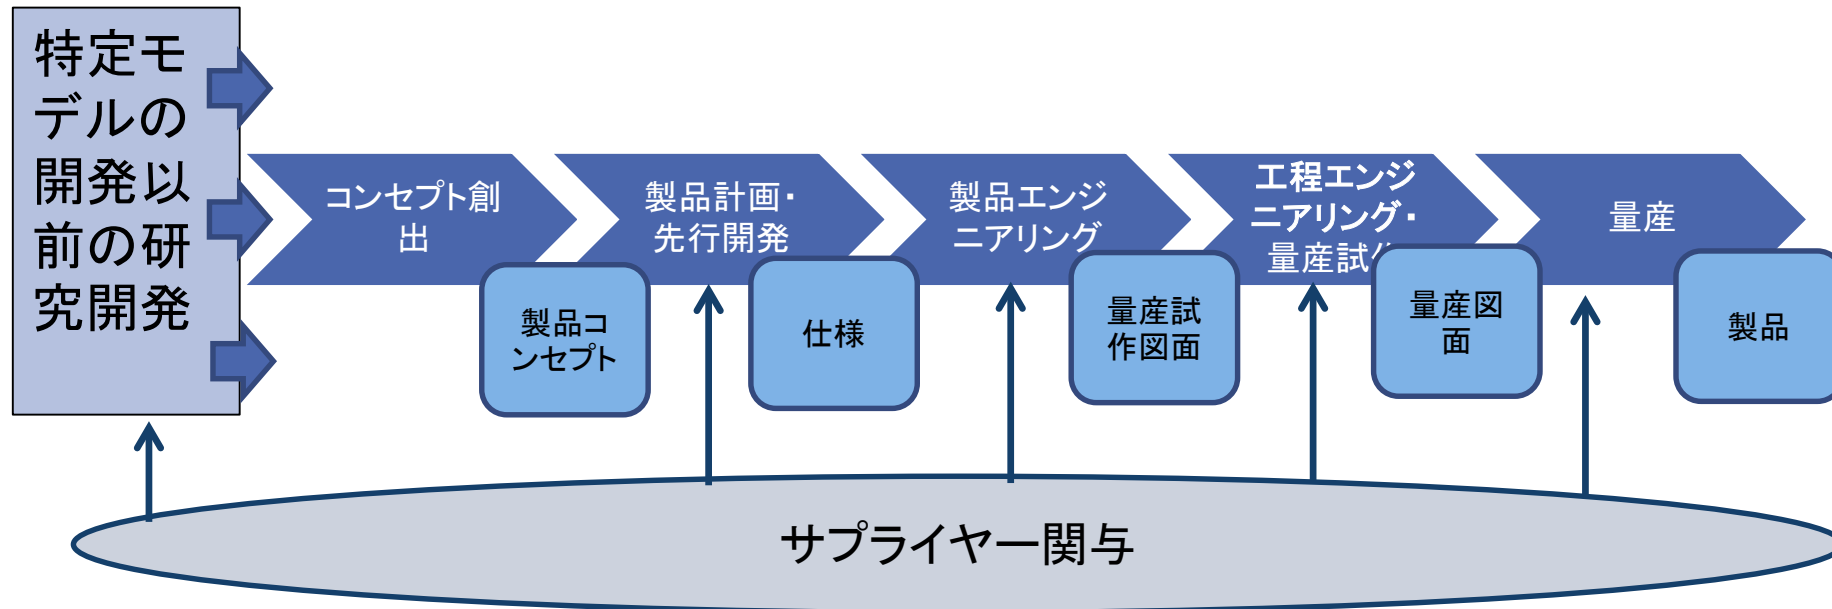 特定モ
デルの
開発以
前の研
究開発
コンセプト創
出
製品計画・
先行開発
製品エンジ
ニアリング
工程エンジ
ニアリング・
量産試作
量産
製品コ
ンセプト
仕様
量産試
作図面
量産図
面
製品
サプライヤー関与